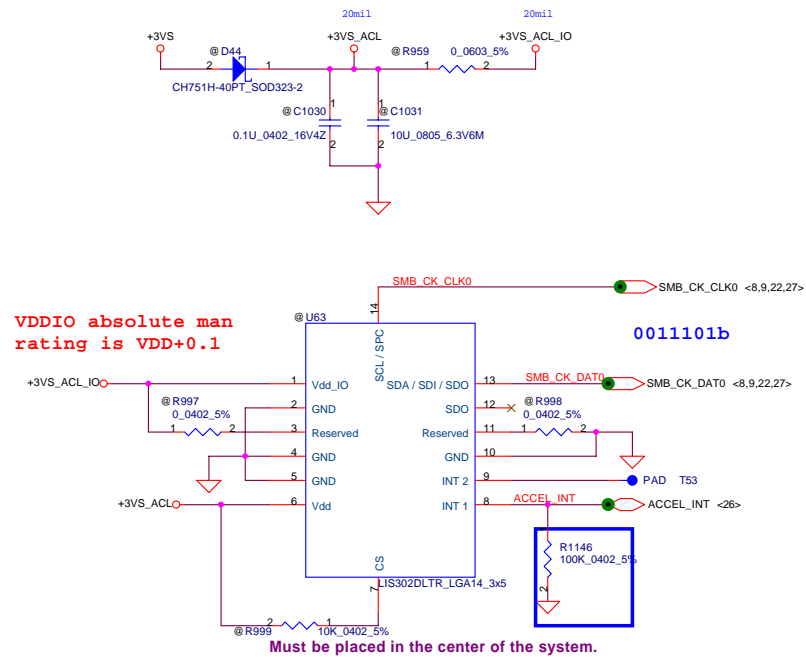 20mil 20mil
+3VS +3VS_ACL +3VS_ACL_IO
@ D44 @ R959 0_0603_5%
2 1 1 2
CH751H-40PT_SOD323-2
1 1
@ C1030 @ C1031
0.1U_0402_16V4Z 10U_0805_6.3V6M
2 2
SMB_CK_CLK0 SMB_CK_CLK0 <8,9,22,27>
14
VDDIO absolute man
rating is VDD+0.1
@ U63
SCL / SPC
0011101b
+3VS_ACL_IO 1 Vdd_IO SDA / SDI / SDO 13 SMB_CK_DAT0 SMB_CK_DAT0 <8,9,22,27>
@ R997 2 GND SDO 12 @ R998
0_0402_5% 0_0402_5%
1 2 3 Reserved Reserved 11 1 2
4 GND GND 10
5 GND INT 2 9 PAD T53
+3VS_ACL 6 Vdd INT 1 8 ACCEL_INT ACCEL_INT <26>
1
R1146
100K_0402_5%
2
CS
7
LIS302DLTR_LGA14_3x5
2 1
@ R999 10K_0402_5%
Must be placed in the center of the system.